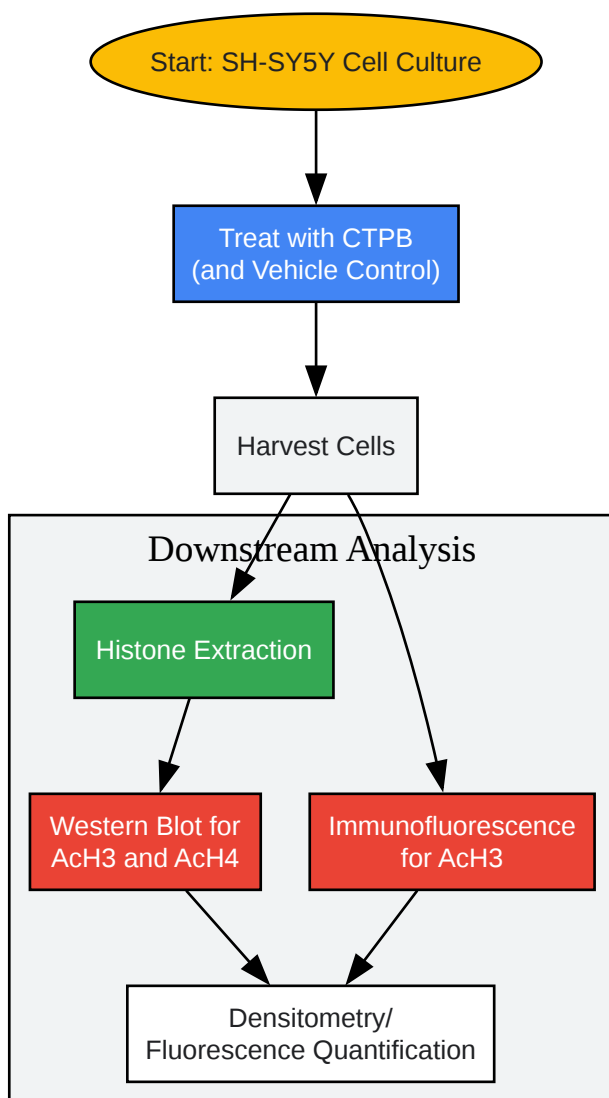 Start: SH-SY5Y Cell Culture
Treat with CTPB
(and Vehicle Control)
Harvest Cells
Downstream Analysis
Histone Extraction
Western Blot for
AcH3 and AcH4
Immunofluorescence
for AcH3
Densitometry/
Fluorescence Quantification